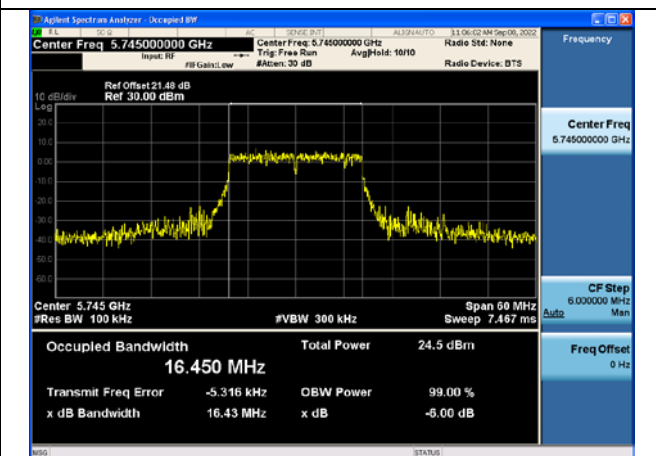 Agilent Spectrum Analyzer - Occupied BW
RL 50 Ω AC SENSE:INT ALIGN AUTO 11:06:02 AM Sep 08, 2022
Center Freq 5.745000000 GHz Center Freq: 5.745000000 GHz Radio Std: None
Input: RF Trig: Free Run Avg|Hold: 10/10
#IFGain:Low #Atten: 30 dB Radio Device: BTS
Frequency
Ref Offset 21.48 dB
10 dB/div Ref 30.00 dBm
Log
20.0
10.0
0.00
-10.0
-20.0
-30.0
-40.0
-50.0
-60.0
Center Freq
5.745000000 GHz
Center 5.745 GHz Span 60 MHz
#Res BW 100 kHz #VBW 300 kHz Sweep 7.467 ms
CF Step
6.000000 MHz
Auto Man
Occupied Bandwidth Total Power 24.5 dBm
16.450 MHz
Freq Offset
0 Hz
Transmit Freq Error -5.316 kHz OBW Power 99.00 %
x dB Bandwidth 16.43 MHz x dB -6.00 dB
MSG STATUS